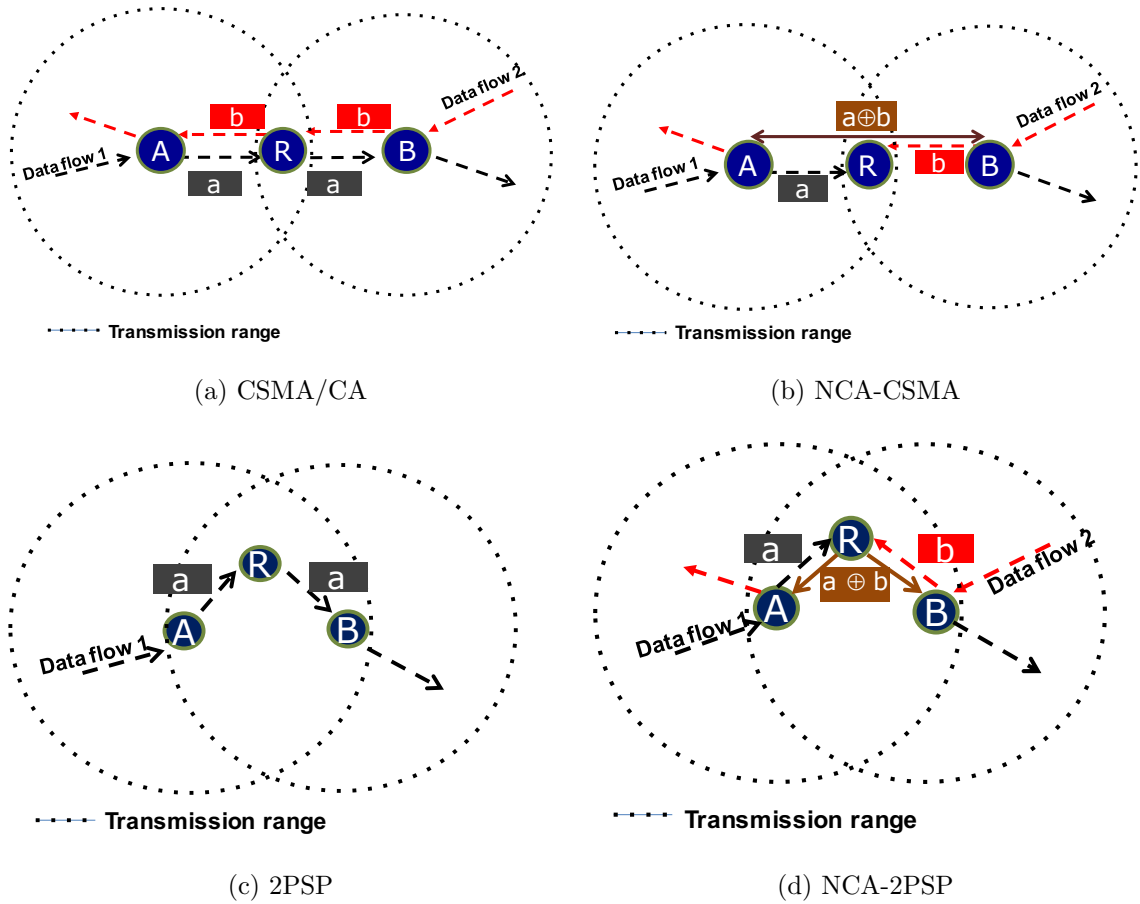 b
b
Data flow 2
A
R
B
Data flow 1
a
a
Transmission range
(a) CSMA/CA
a⊕b
Data flow 2
b
A
R
B
Data flow 1
a
Transmission range
(b) NCA-CSMA
R
a
a
A
B
Data flow 1
Transmission range
(c) 2PSP
R
a
b
a ⊕ b
Data flow 2
A
B
Data flow 1
Transmission range
(d) NCA-2PSP